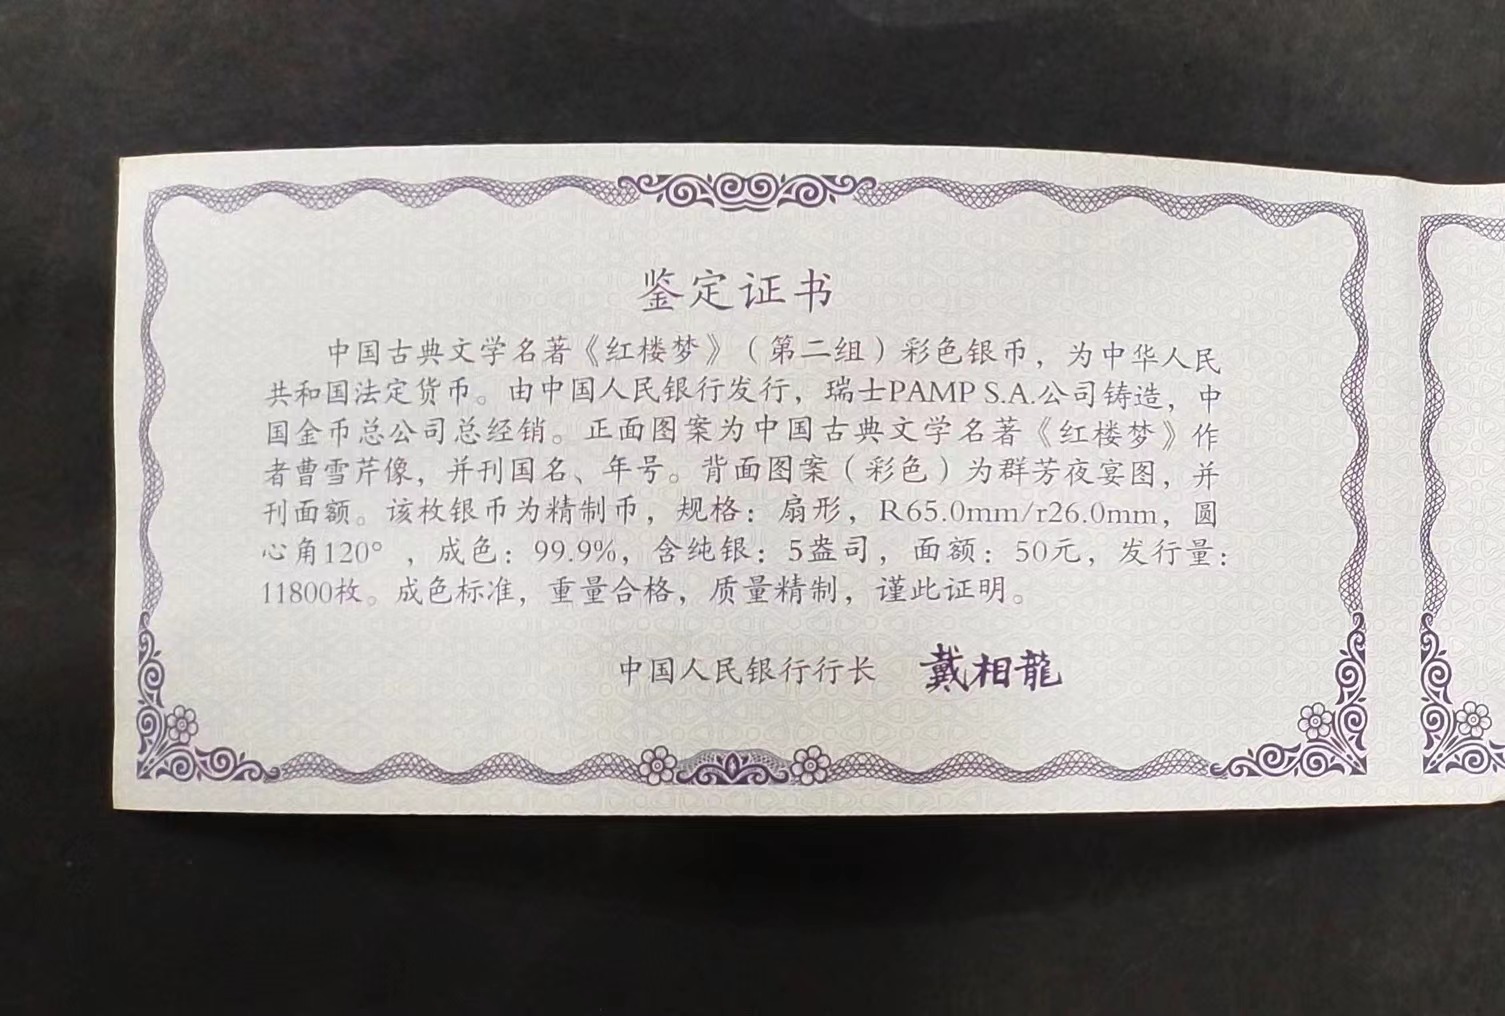 鉴定证书
中国古典文学名著《红楼梦》（第二组）彩色银币，为中华人民
共和国法定货币。由中国人民银行发行，瑞士PAMP S.A.公司铸造，中
国金币总公司总经销。正面图案为中国古典文学名著《红楼梦》作
者曹雪芹像，并刊国名、年号。背面图案（彩色）为群芳夜宴图，并
刊面额。该枚银币为精制币，规格：扇形，R65.0mm/r26.0mm，圆
心角120°，成色：99.9%，含纯银：5盎司，面额：50元，发行量：
11800枚。成色标准，重量合格，质量精制，谨此证明。
中国人民银行行长 戴相龍